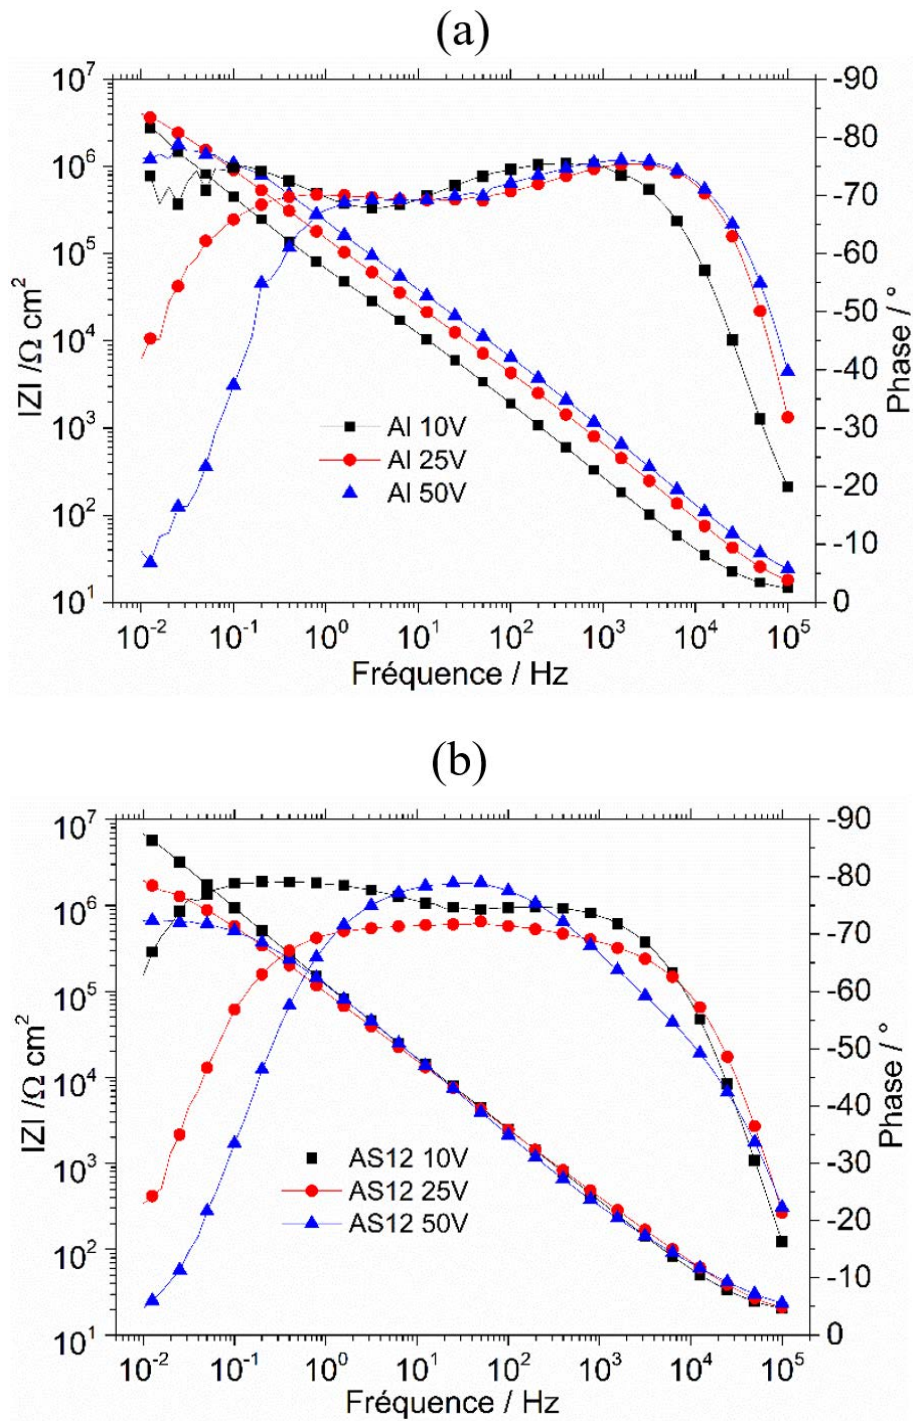 (a)
10⁷
10⁶
10⁵
10⁴
10³
10²
10¹
IZI /Ω cm²
-90
-80
-70
-60
-50
-40
-30
-20
-10
0
Phase / °
Al 10V
Al 25V
Al 50V
10⁻² 10⁻¹ 10⁰ 10¹ 10² 10³ 10⁴ 10⁵
Fréquence / Hz
(b)
10⁷
10⁶
10⁵
10⁴
10³
10²
10¹
IZI /Ω cm²
-90
-80
-70
-60
-50
-40
-30
-20
-10
0
Phase / °
AS12 10V
AS12 25V
AS12 50V
10⁻² 10⁻¹ 10⁰ 10¹ 10² 10³ 10⁴ 10⁵
Fréquence / Hz